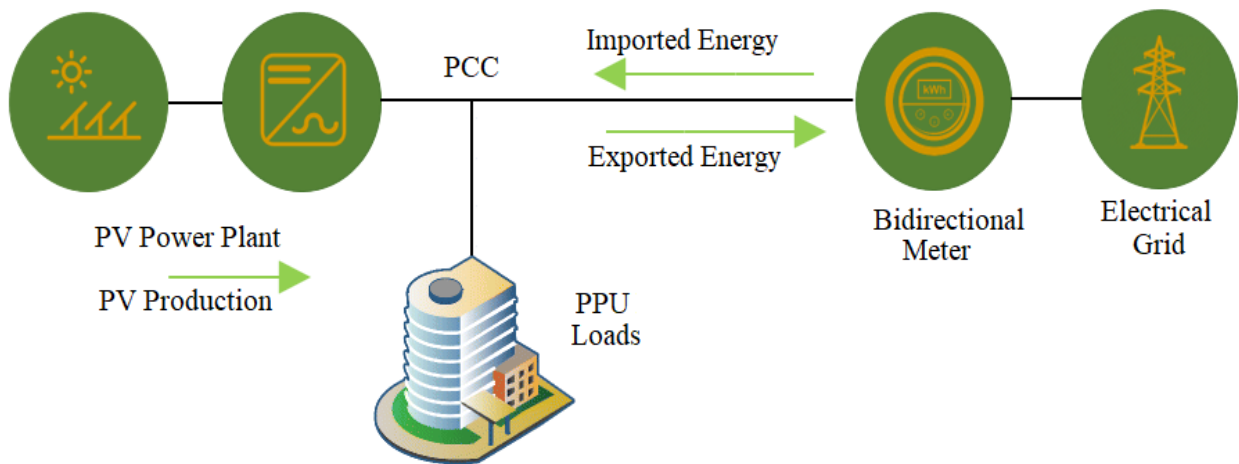 Imported Energy
PCC
kWh
Exported Energy
PV Power Plant
PV Production
Bidirectional
Meter
Electrical
Grid
PPU
Loads